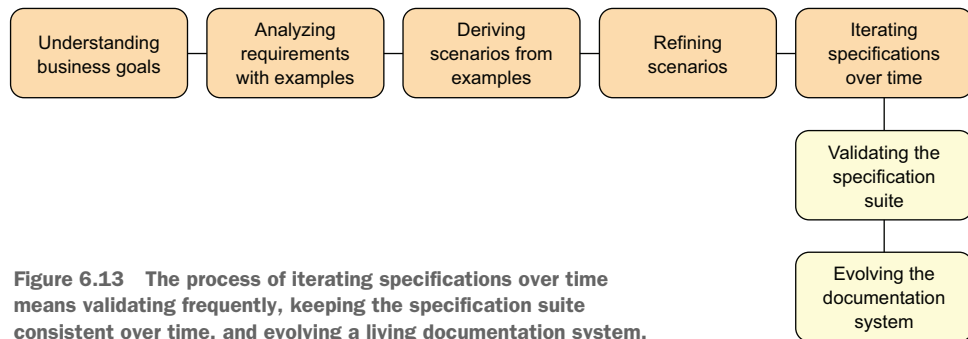 Understanding
business goals
Analyzing
requirements
with examples
Deriving
scenarios from
examples
Refining
scenarios
Iterating
specifications
over time
Validating the
specification
suite
Evolving the
documentation
system
Figure 6.13 The process of iterating specifications over time
means validating frequently, keeping the specification suite
consistent over time, and evolving a living documentation system.